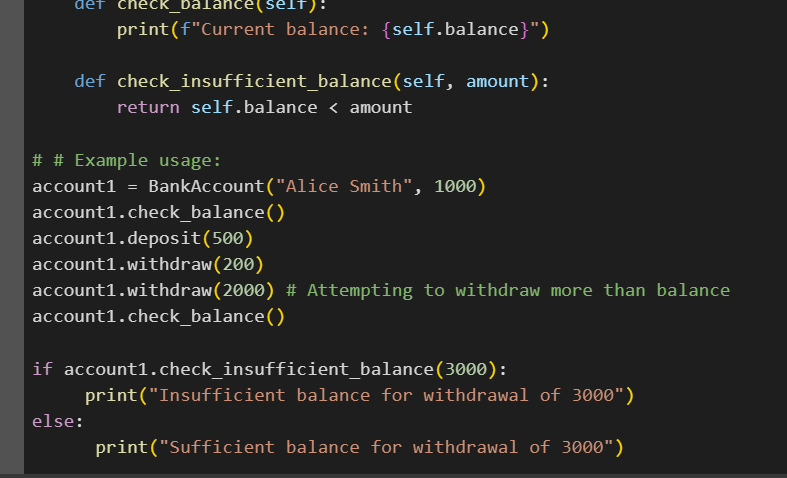 def check_balance(self):
        print(f"Current balance: {self.balance}")
    def check_insufficient_balance(self, amount):
        return self.balance < amount
# # Example usage:
account1 = BankAccount("Alice Smith", 1000)
account1.check_balance()
account1.deposit(500)
account1.withdraw(200)
account1.withdraw(2000) # Attempting to withdraw more than balance
account1.check_balance()
if account1.check_insufficient_balance(3000):
     print("Insufficient balance for withdrawal of 3000")
else:
      print("Sufficient balance for withdrawal of 3000")